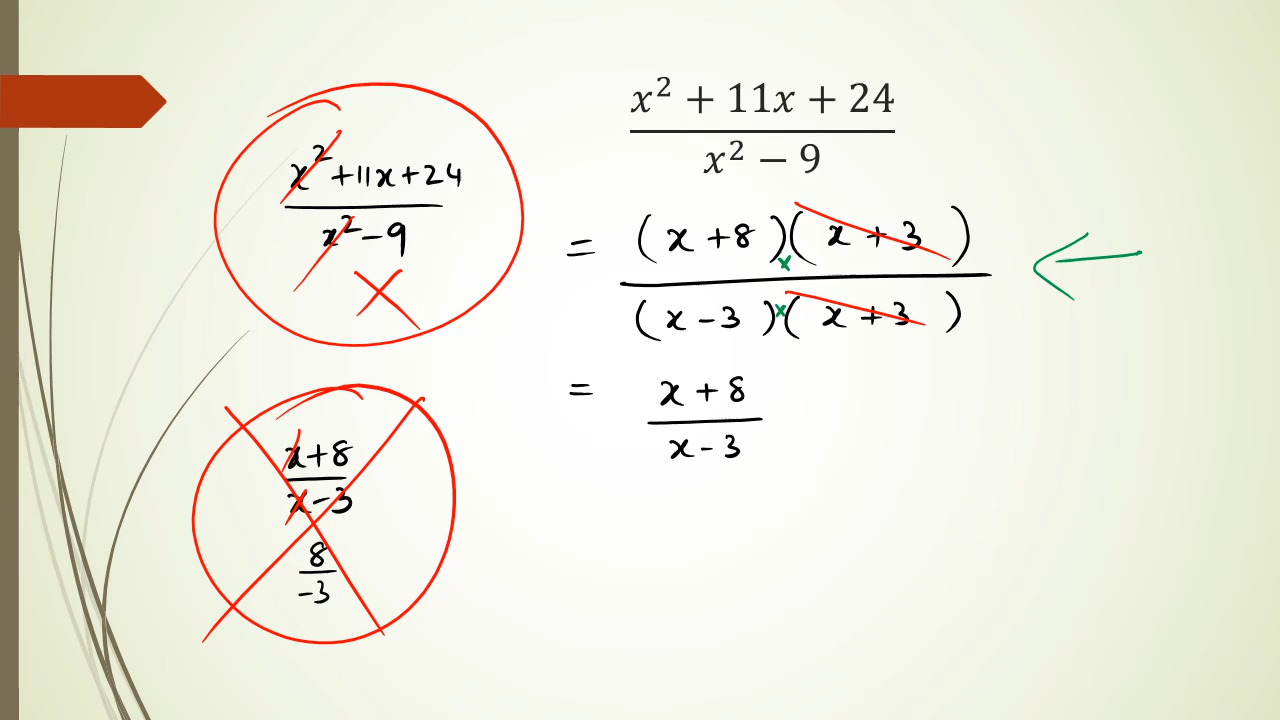 x² + 11x + 24
x² − 9
x² + 11x + 24
x² − 9
×
= (x + 8)(x + 3)
×
(x − 3)×(x + 3)
= x + 8
x − 3
x + 8
x − 3
8
−3